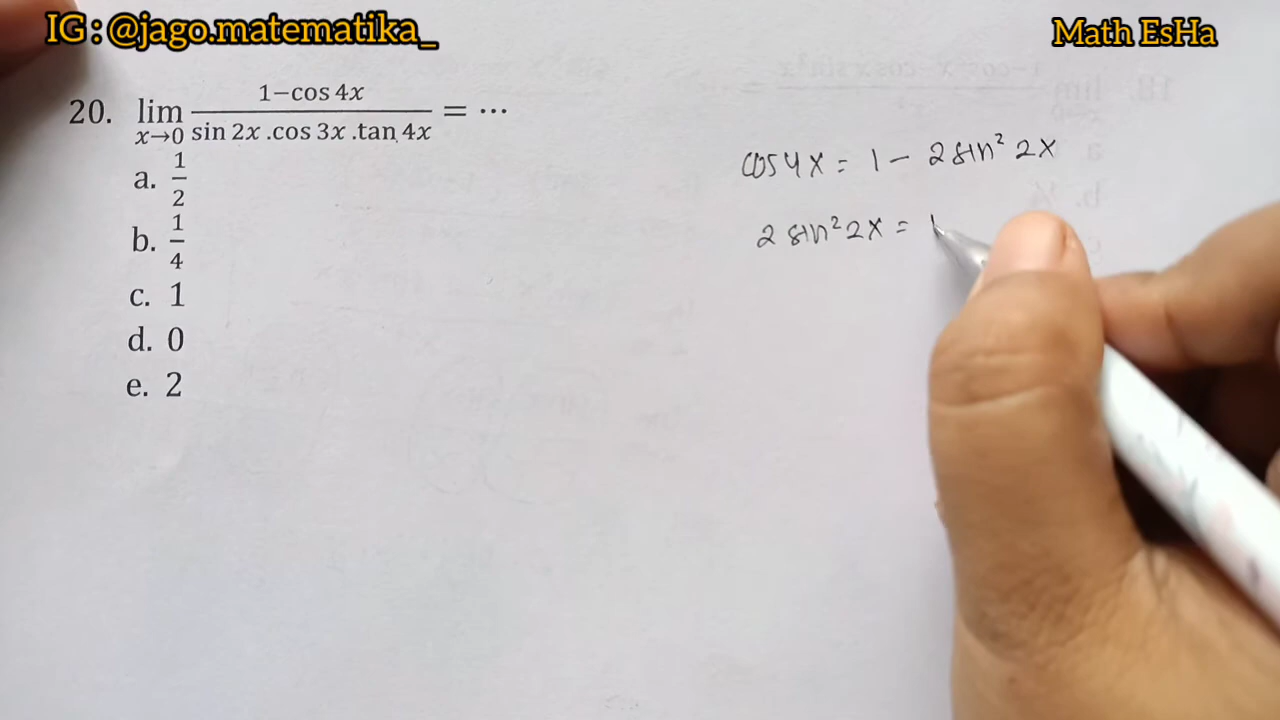 IG : @jago.matematika_
Math EsHa
20. lim x→0 1−cos 4x / sin 2x .cos 3x .tan 4x = ⋯
a. 1/2
b. 1/4
c. 1
d. 0
e. 2
cos 4x = 1 − 2 sin² 2x
2 sin² 2x = 1